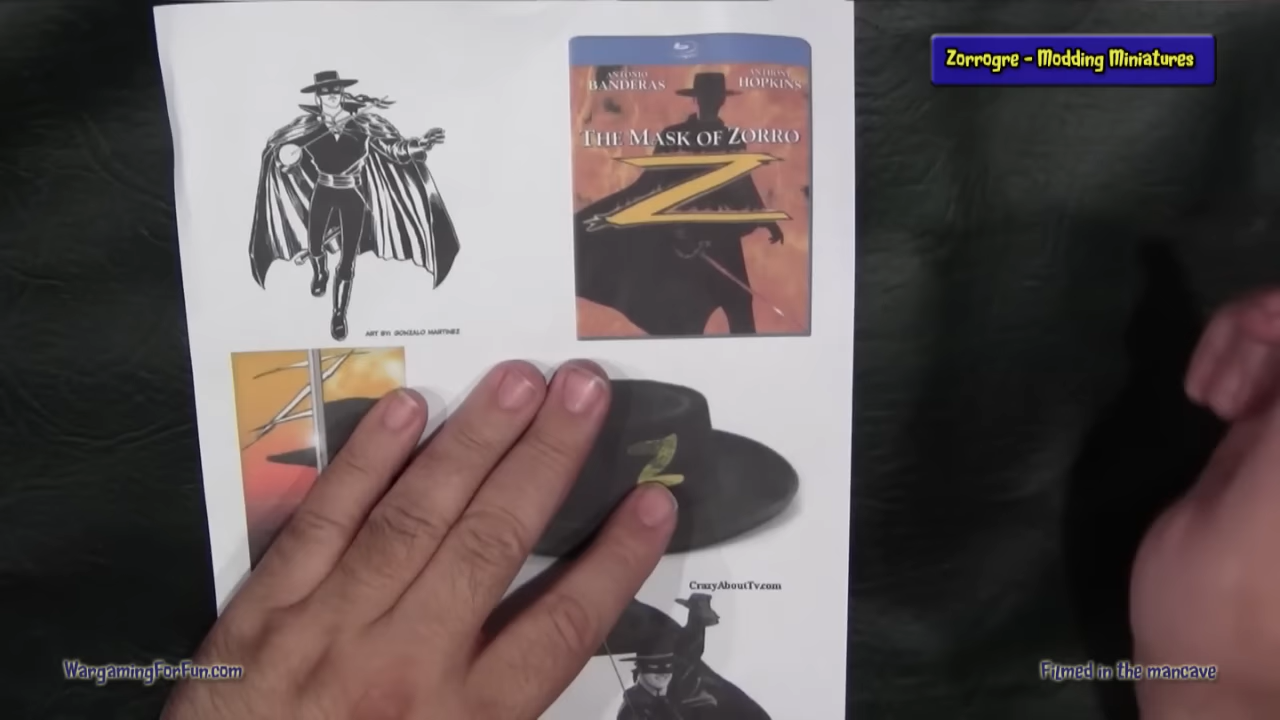 Zorrogre - Modding Miniatures
ANTONIO BANDERAS
ANTHONY HOPKINS
THE MASK OF ZORRO
Z
ART BY: GONZALO MARTINEZ
Z
Z
CrazyAboutTv.com
WargamingForFun.com
Filmed in the mancave